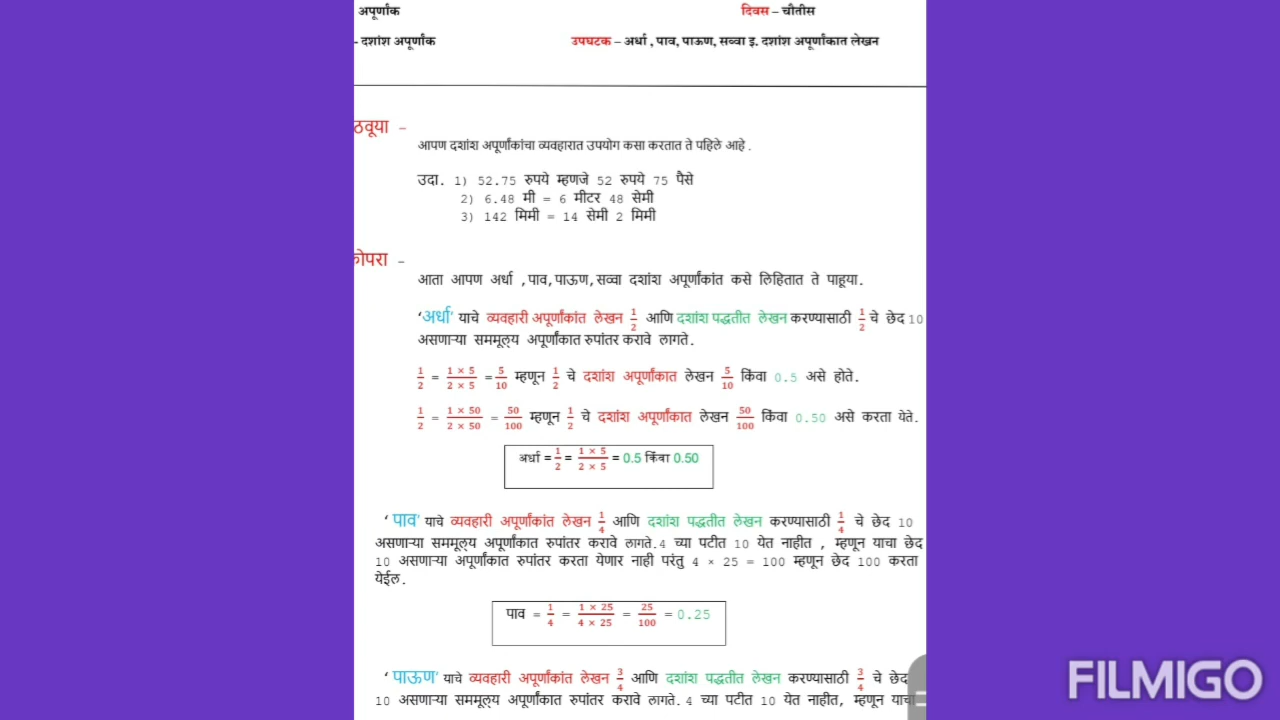 अपूर्णांक दिवस – चौतीस
- दशांश अपूर्णांक उपघटक – अर्धा , पाव, पाऊण, सव्वा इ. दशांश अपूर्णांकात लेखन
ठवूया –
आपण दशांश अपूर्णांकांचा व्यवहारात उपयोग कसा करतात ते पहिले आहे .
उदा. 1) 52.75 रुपये म्हणजे 52 रुपये 75 पैसे
2) 6.48 मी = 6 मीटर 48 सेमी
3) 142 मिमी = 14 सेमी 2 मिमी
कोपरा –
आता आपण अर्धा ,पाव,पाऊण,सव्वा दशांश अपूर्णांकांत कसे लिहितात ते पाहूया.
‘अर्धा’ याचे व्यवहारी अपूर्णांकांत लेखन 1/2 आणि दशांश पद्धतीत लेखन करण्यासाठी 1/2 चे छेद 10
असणाऱ्या सममूल्य अपूर्णांकात रुपांतर करावे लागते.
1/2 = 1 × 5/2 × 5 = 5/10 म्हणून 1/2 चे दशांश अपूर्णांकात लेखन 5/10 किंवा 0.5 असे होते.
1/2 = 1 × 50/2 × 50 = 50/100 म्हणून 1/2 चे दशांश अपूर्णांकात लेखन 50/100 किंवा 0.50 असे करता येते.
अर्धा = 1/2 = 1 × 5/2 × 5 = 0.5 किंवा 0.50
‘ पाव’ याचे व्यवहारी अपूर्णांकांत लेखन 1/4 आणि दशांश पद्धतीत लेखन करण्यासाठी 1/4 चे छेद 10
असणाऱ्या सममूल्य अपूर्णांकात रुपांतर करावे लागते.4 च्या पटीत 10 येत नाहीत , म्हणून याचा छेद
10 असणाऱ्या अपूर्णांकात रुपांतर करता येणार नाही परंतु 4 × 25 = 100 म्हणून छेद 100 करता
येईल.
पाव = 1/4 = 1 × 25/4 × 25 = 25/100 = 0.25
‘ पाऊण’ याचे व्यवहारी अपूर्णांकांत लेखन 3/4 आणि दशांश पद्धतीत लेखन करण्यासाठी 3/4 चे छेद
10 असणाऱ्या सममूल्य अपूर्णांकात रुपांतर करावे लागते. 4 च्या पटीत 10 येत नाहीत, म्हणून याचा
FILMIGO